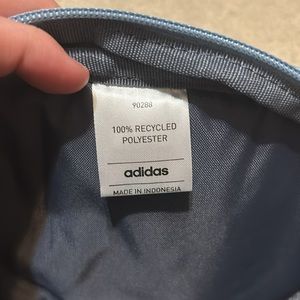 90288
100% RECYCLED
POLYESTER
adidas
MADE IN INDONESIA